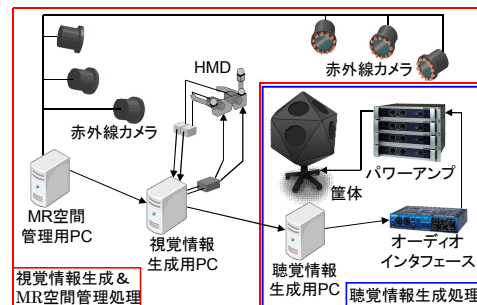 HMD
赤外線カメラ
赤外線カメラ
パワーアンプ
筐体
MR空間
管理用PC
視覚情報
生成用PC
聴覚情報
生成用PC
オーディオ
インタフェース
視覚情報生成&
MR空間管理処理
聴覚情報生成処理